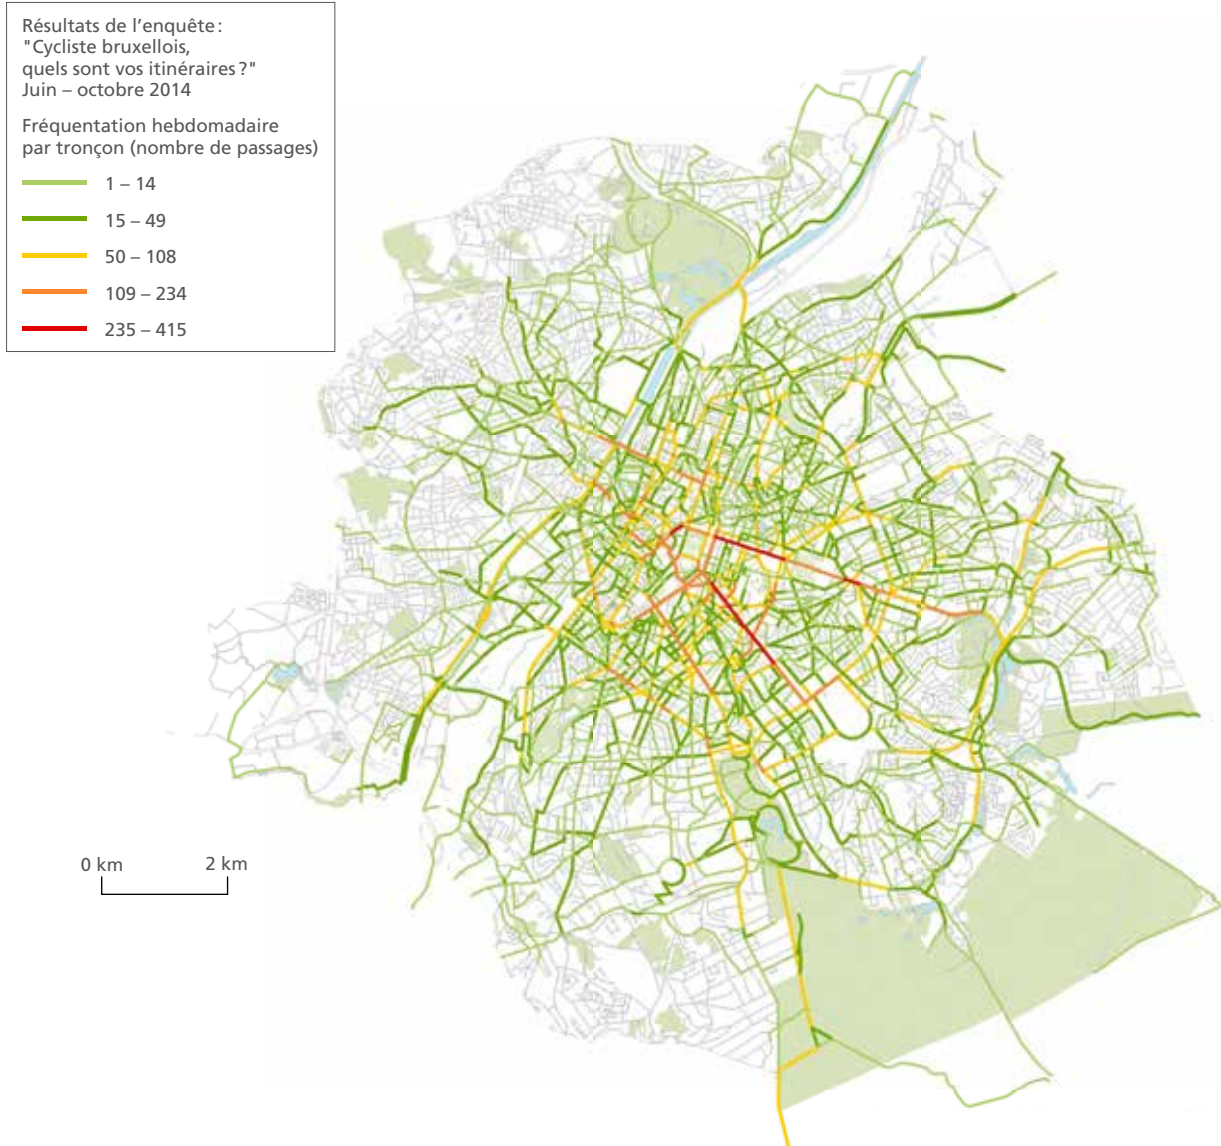 Résultats de l'enquête :
"Cycliste bruxellois,
quels sont vos itinéraires ?"
Juin – octobre 2014
Fréquentation hebdomadaire
par tronçon (nombre de passages)
1 – 14
15 – 49
50 – 108
109 – 234
235 – 415
0 km 2 km